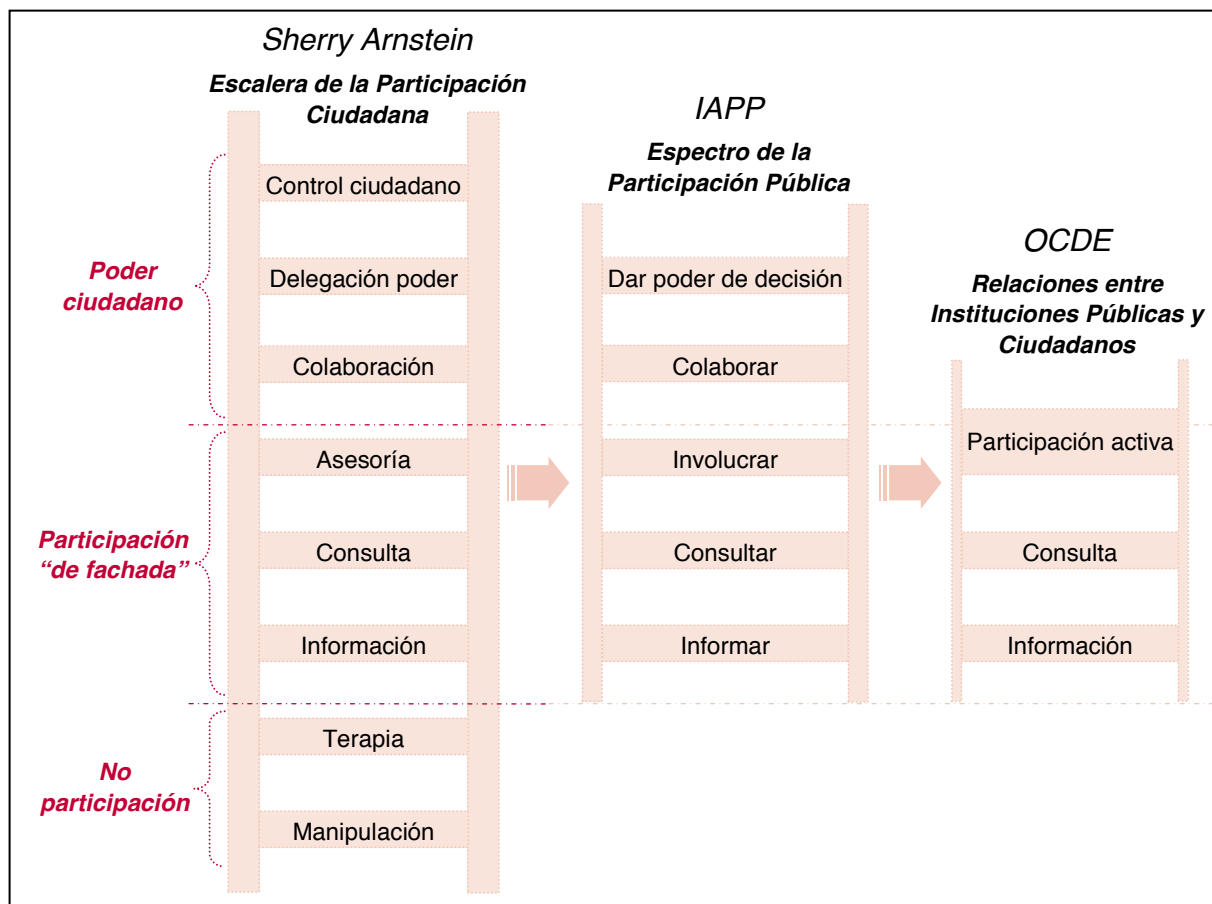 Sherry Arnstein
Escalera de la Participación
Ciudadana
Control ciudadano
Delegación poder
Colaboración
Asesoría
Consulta
Información
Terapia
Manipulación
Poder
ciudadano
Participación
“de fachada”
No
participación
IAPP
Espectro de la
Participación Pública
Dar poder de decisión
Colaborar
Involucrar
Consultar
Informar
OCDE
Relaciones entre
Instituciones Públicas y
Ciudadanos
Participación activa
Consulta
Información